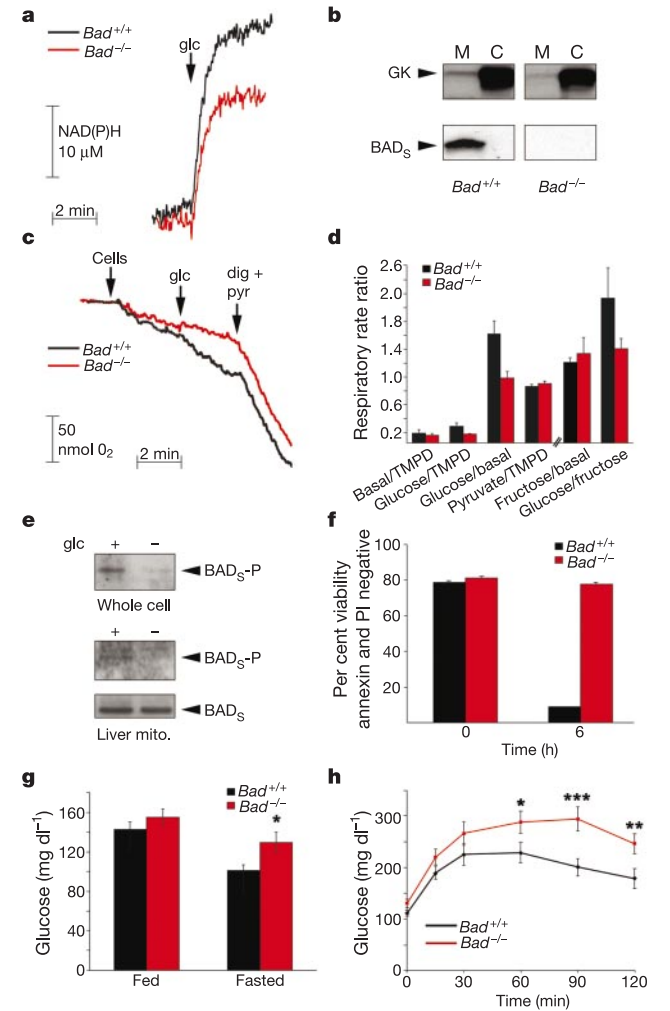 a
Bad+/+
Bad−/−
glc
NAD(P)H
10 µM
2 min
b
M C M C
GK
BADS
Bad+/+ Bad−/−
c
Cells
glc
dig +
pyr
Bad+/+
Bad−/−
50
nmol 02
2 min
d
Respiratory rate ratio
2.6
2.2
1.8
1.4
1.0
0.6
0.2
Bad+/+
Bad−/−
Basal/TMPD
Glucose/TMPD
Glucose/basal
Pyruvate/TMPD
Fructose/basal
Glucose/fructose
e
glc + −
BADS-P
Whole cell
+ −
BADS-P
BADS
Liver mito.
f
Per cent viability
annexin and PI negative
100
80
60
40
20
Bad+/+
Bad−/−
0 6
Time (h)
g
Glucose (mg dl−1)
160
120
80
40
0
Bad+/+
Bad−/−
*
Fed Fasted
h
Glucose (mg dl−1)
300
200
100
0
* *** **
Bad+/+
Bad−/−
0 30 60 90 120
Time (min)